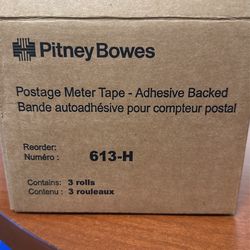 Pitney Bowes
Postage Meter Tape - Adhesive Backed
Bande autoadhésive pour compteur postal
Reorder:
Numéro : 613-H
Contains: 3 rolls
Contenu : 3 rouleaux